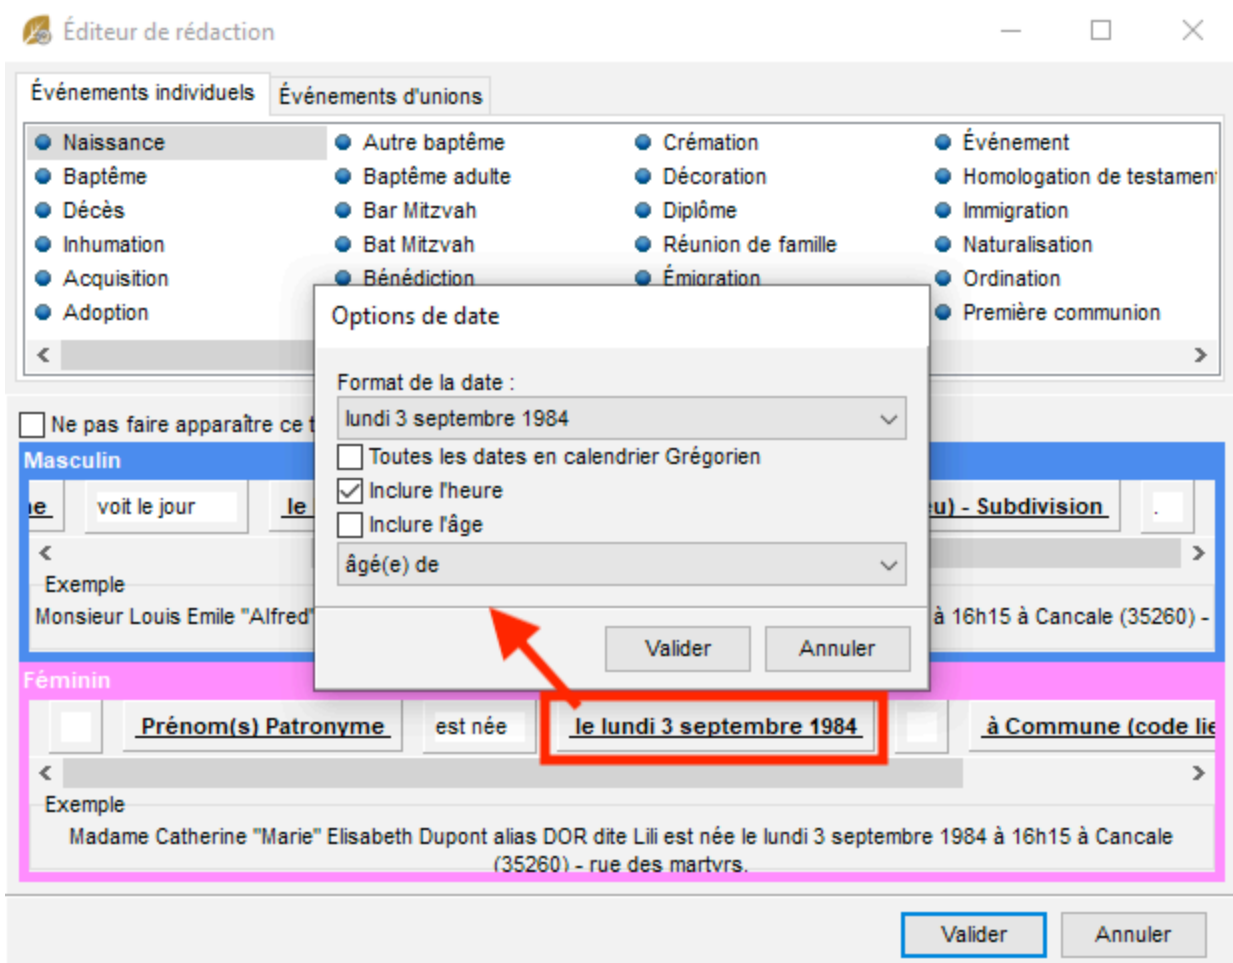 Éditeur de rédaction
Événements individuels
Événements d'unions
Naissance
Autre baptême
Crémation
Événement
Baptême
Baptême adulte
Décoration
Homologation de testament
Décès
Bar Mitzvah
Diplôme
Immigration
Inhumation
Bat Mitzvah
Réunion de famille
Naturalisation
Acquisition
Bénédiction
Émigration
Ordination
Adoption
Première communion
Options de date
Format de la date :
lundi 3 septembre 1984
Toutes les dates en calendrier Grégorien
Inclure l'heure
Inclure l'âge
âgé(e) de
Valider
Annuler
Ne pas faire apparaître ce t
Masculin
voit le jour
le
eu) - Subdivision
.
Exemple
Monsieur Louis Emile "Alfred"
à 16h15 à Cancale (35260) -
Féminin
Prénom(s) Patronyme
est née
le lundi 3 septembre 1984
à Commune (code lie
Exemple
Madame Catherine "Marie" Elisabeth Dupont alias DOR dite Lili est née le lundi 3 septembre 1984 à 16h15 à Cancale
(35260) - rue des martyrs.
Valider
Annuler